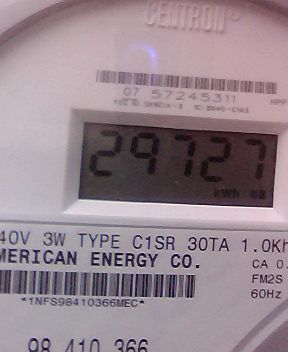 CENTRON®
07 57245311
29727
kWh
40V 3W TYPE C1SR 30TA 1.0Kh
MERICAN ENERGY CO.
CA 0.
FM2S
*1NFS98410366MEC*
60Hz
98 410 366